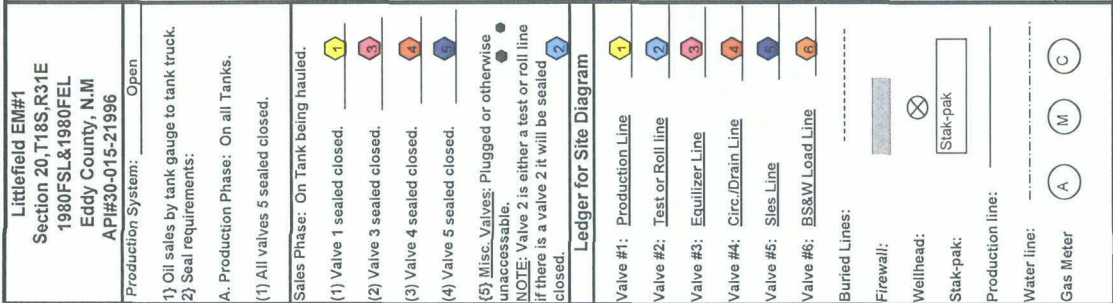 Littlefield EM#1
Section 20,T18S,R31E
1980FSL&1980FEL
Eddy County, N.M
API#30-015-21996
Production System: Open
1} Oil sales by tank gauge to tank truck.
2} Seal requirements:
A. Production Phase: On all Tanks.
(1) All valves 5 sealed closed.
Sales Phase: On Tank being hauled.
(1) Valve 1 sealed closed. 1
(2) Valve 3 sealed closed. 3
(3) Valve 4 sealed closed. 4
(4) Valve 5 sealed closed. 5
{5} Misc. Valves: Plugged or otherwise
unaccessable.
NOTE: Valve 2 is either a test or roll line
if there is a valve 2 it will be sealed
closed. 2
Ledger for Site Diagram
Valve #1: Production Line 1
Valve #2: Test or Roll line 2
Valve #3: Equilizer Line 3
Valve #4: Circ./Drain Line 4
Valve #5: Sles Line 5
Valve #6: BS&W Load Line 6
Buried Lines:
Firewall:
Wellhead:
Stak-pak: Stak-pak
Production line:
Water line:
Gas Meter A M C